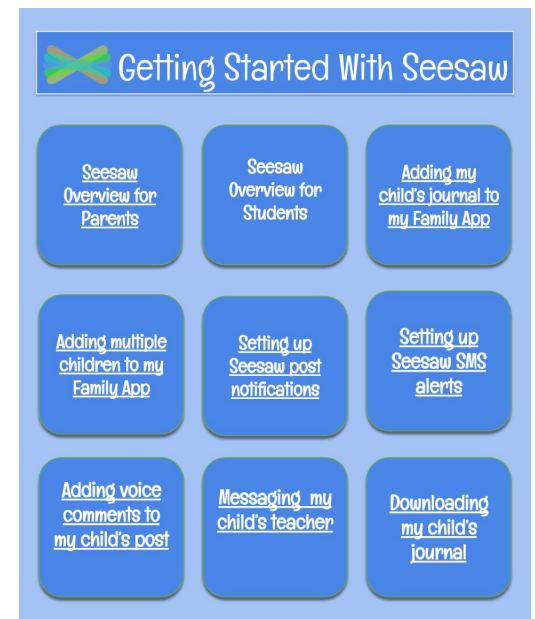 Getting Started With Seesaw
Seesaw
Overview for
Parents
Seesaw
Overview for
Students
Adding my
child's journal to
my Family App
Adding multiple
children to my
Family App
Setting up
Seesaw post
notifications
Setting up
Seesaw SMS
alerts
Adding voice
comments to
my child's post
Messaging my
child's teacher
Downloading
my child's
journal